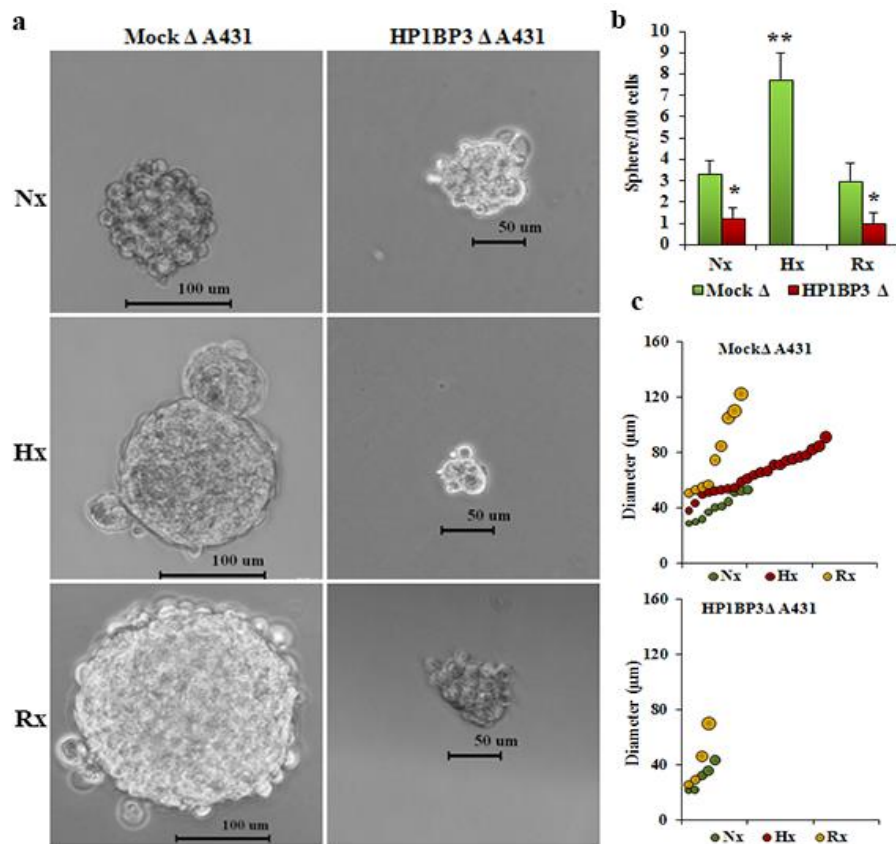 a
Mock Δ A431
HP1BP3 Δ A431
Nx
100 um
50 um
Hx
100 um
50 um
Rx
100 um
50 um
b
Sphere/100 cells
10
9
8
7
6
5
4
3
2
1
0
*
**
*
Nx Hx Rx
Mock Δ HP1BP3 Δ
c
MockΔ A431
Diameter (µm)
160
120
80
40
0
Nx Hx Rx
HP1BP3Δ A431
Diameter (µm)
160
120
80
40
0
Nx Hx Rx